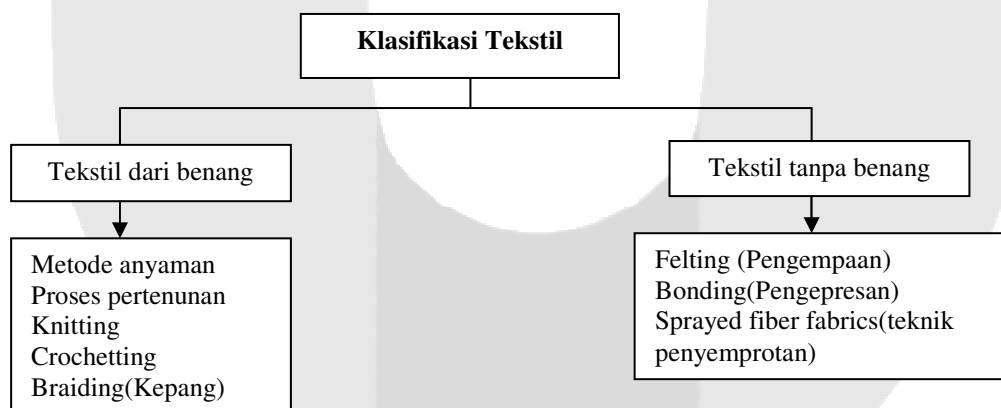 Klasifikasi Tekstil
Tekstil dari benang
Tekstil tanpa benang
Metode anyaman
Proses pertenunan
Knitting
Crochetting
Braiding(Kepang)
Felting (Pengempaan)
Bonding(Pengepresan)
Sprayed fiber fabrics(teknik
penyemprotan)